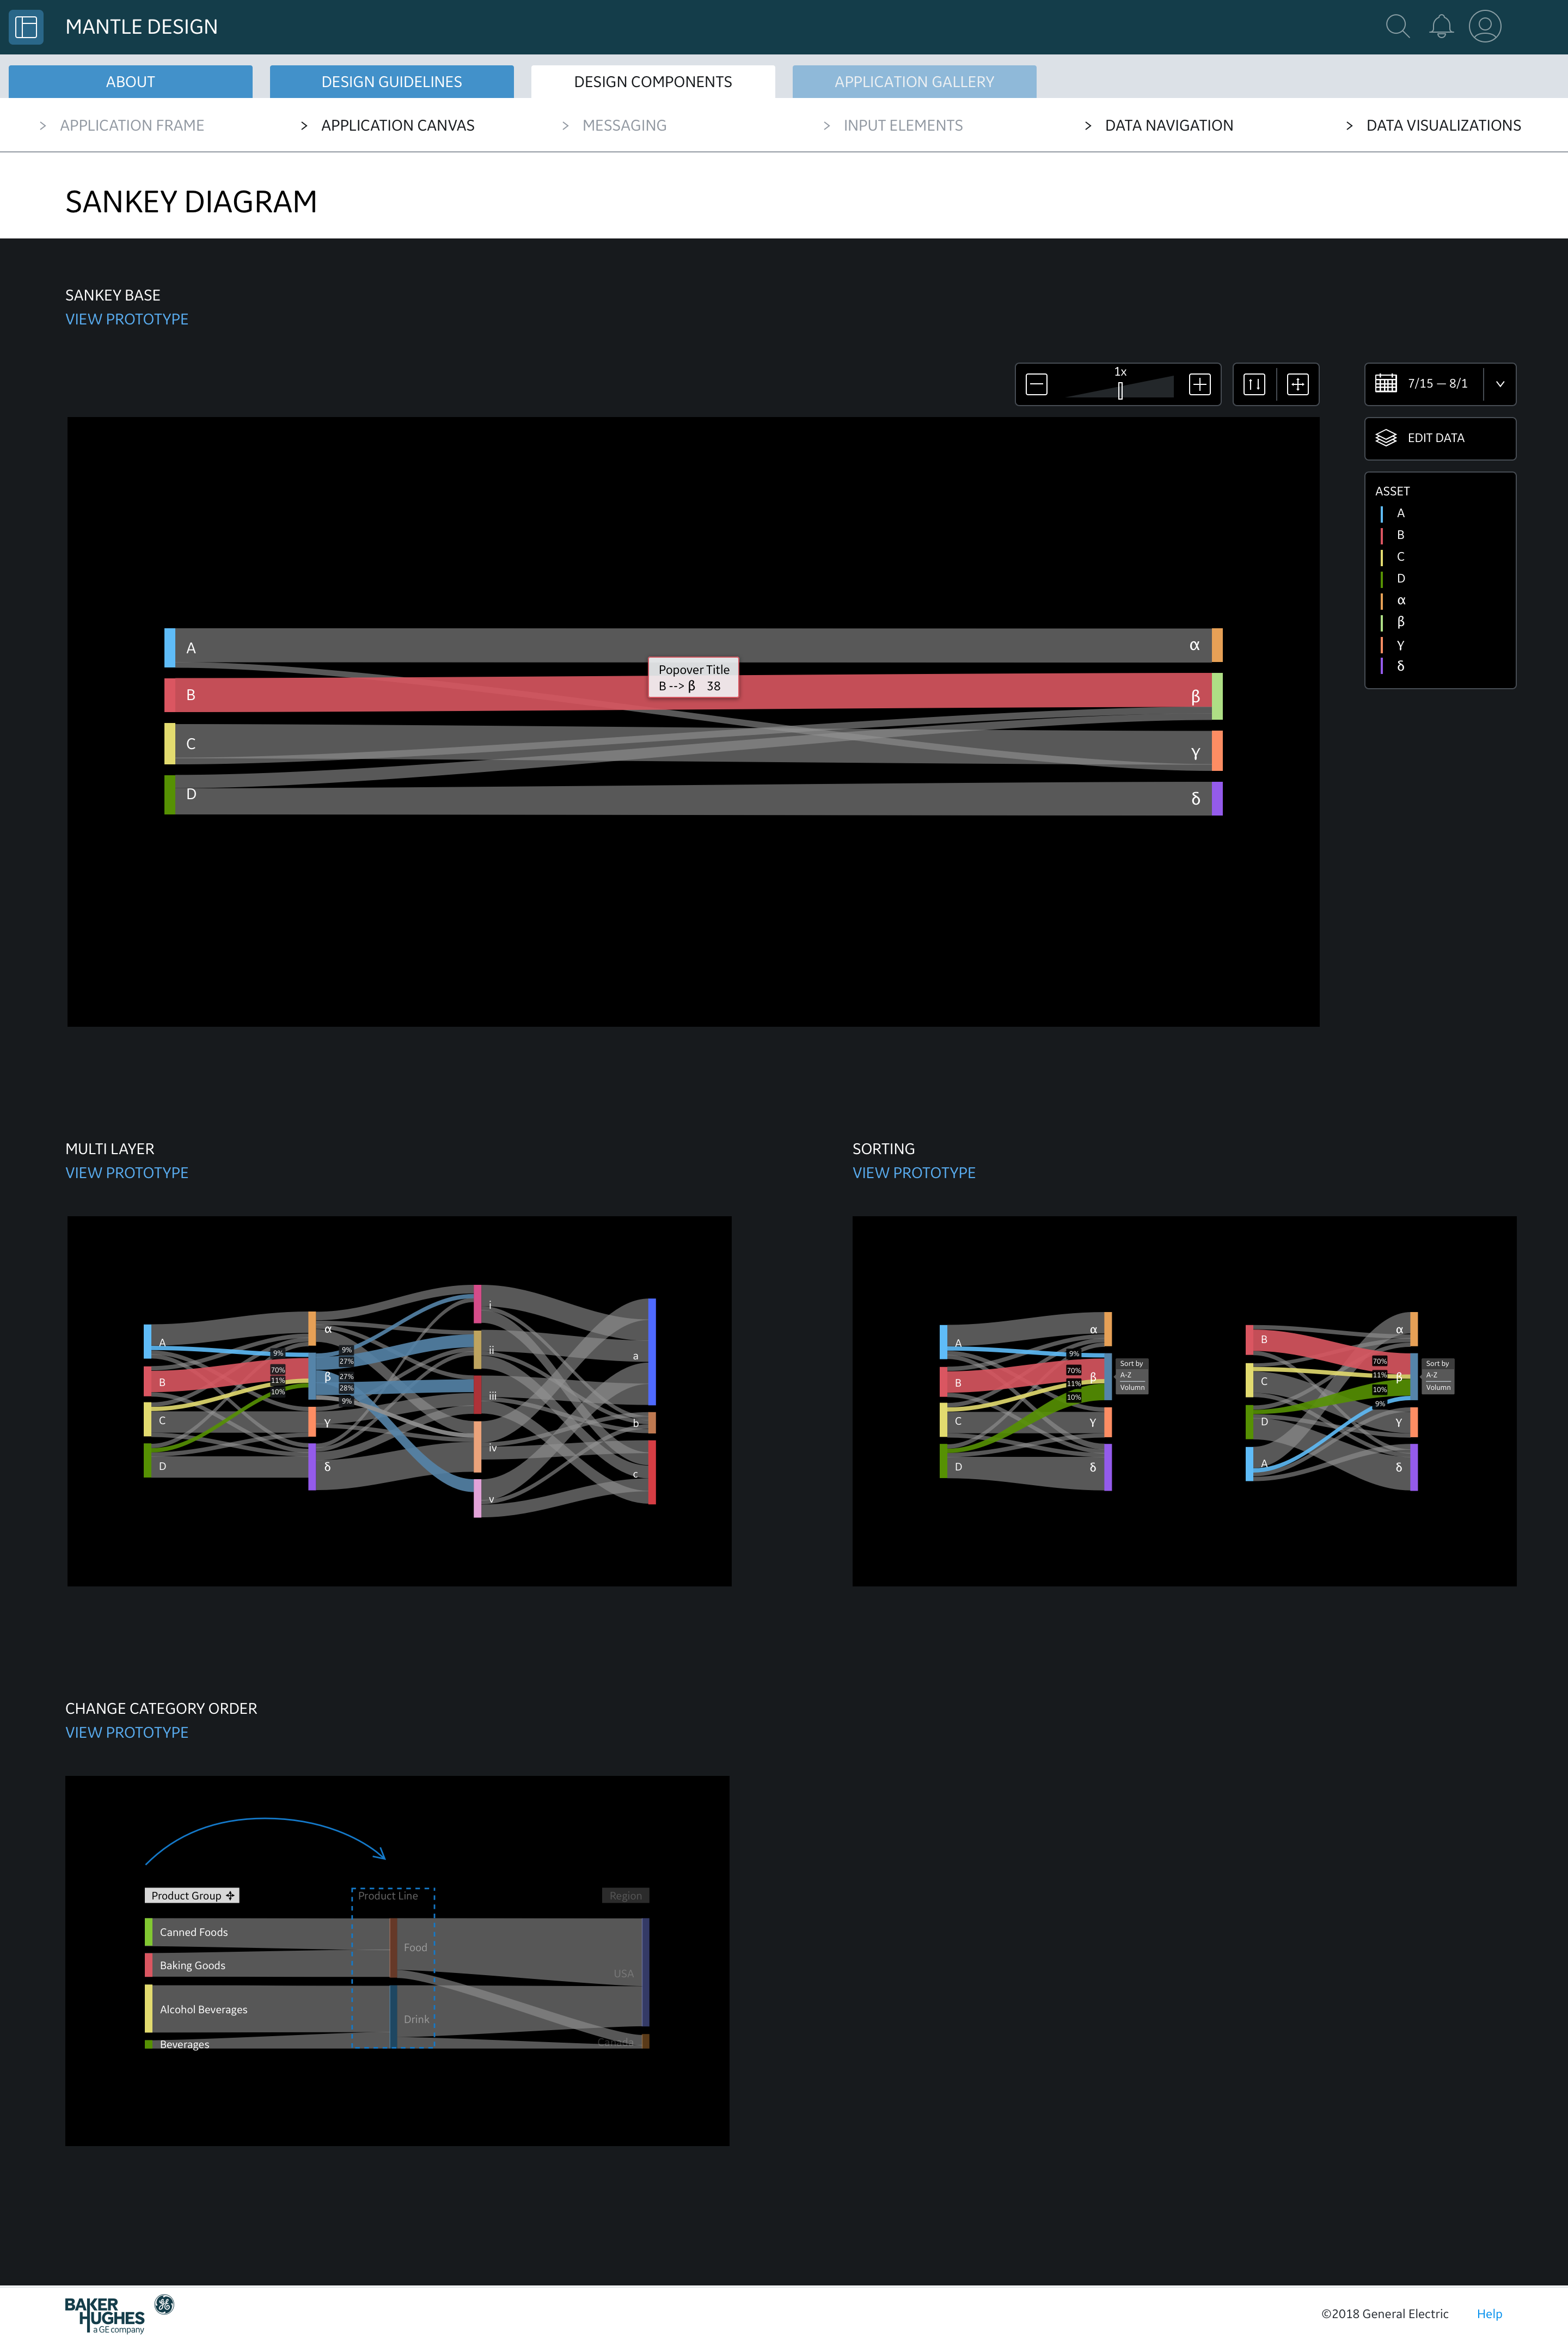 MANTLE DESIGN
ABOUT
DESIGN GUIDELINES
DESIGN COMPONENTS
APPLICATION GALLERY
> APPLICATION FRAME
> APPLICATION CANVAS
> MESSAGING
> INPUT ELEMENTS
> DATA NAVIGATION
> DATA VISUALIZATIONS
SANKEY DIAGRAM
SANKEY BASE
VIEW PROTOTYPE
1x
7/15 — 8/1
EDIT DATA
ASSET
A
B
C
D
α
β
γ
δ
A
B
C
D
Popover Title
B --> β 38
α
β
γ
δ
MULTI LAYER
VIEW PROTOTYPE
A
B
C
D
9%
70%
11%
10%
α
β
γ
δ
9%
27%
27%
28%
9%
i
ii
iii
iv
v
a
b
c
SORTING
VIEW PROTOTYPE
A
B
C
D
9%
70%
11%
10%
α
β
γ
δ
Sort by
A-Z
Volumn
B
C
D
A
70%
11%
10%
9%
α
β
γ
δ
Sort by
A-Z
Volumn
CHANGE CATEGORY ORDER
VIEW PROTOTYPE
Product Group
Product Line
Region
Canned Foods
Baking Goods
Alcohol Beverages
Beverages
Food
Drink
USA
Canada
BAKER
HUGHES
a GE company
©2018 General Electric
Help